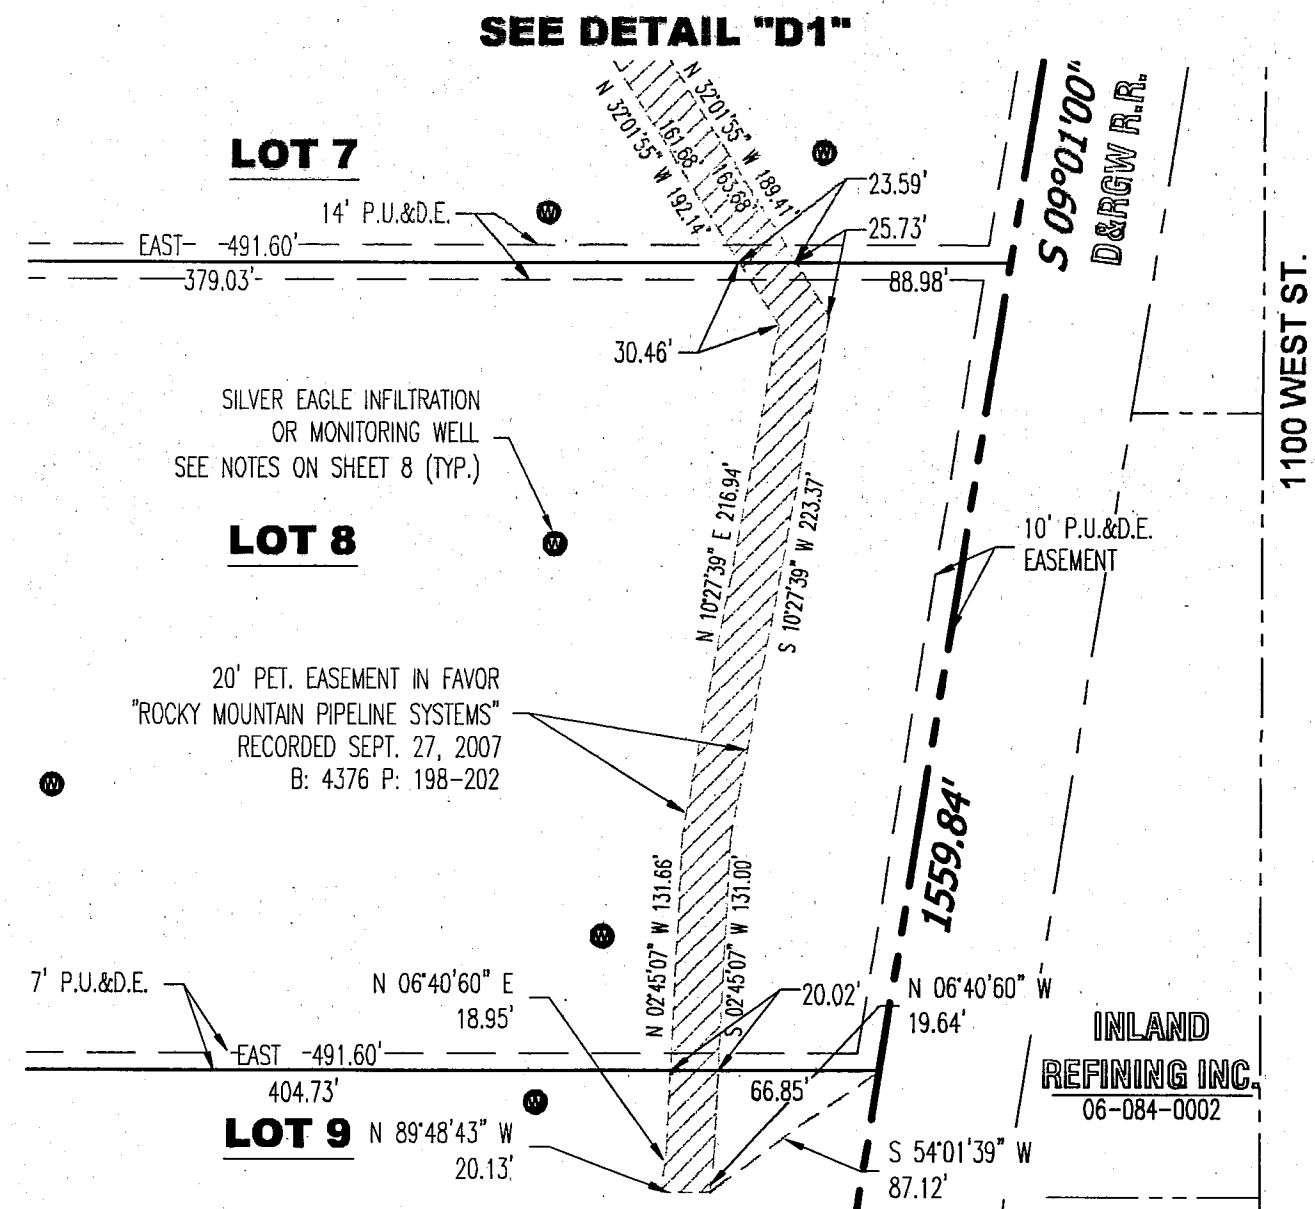 SEE DETAIL "D1"
N 32°01'55" W 189.41'
N 32°01'55" W 192.14'
161.68'
163.68'
LOT 7
14' P.U.&D.E.
23.59'
25.73'
S 09°01'00"
D&RGW R.R.
EAST 491.60'
379.03'
88.98'
30.46'
1100 WEST ST.
SILVER EAGLE INFILTRATION
OR MONITORING WELL
SEE NOTES ON SHEET 8 (TYP.)
LOT 8
N 10°27'39" E 216.94'
S 10°27'39" W 223.37'
10' P.U.&D.E.
EASEMENT
20' PET. EASEMENT IN FAVOR
"ROCKY MOUNTAIN PIPELINE SYSTEMS"
RECORDED SEPT. 27, 2007
B: 4376 P: 198-202
1559.84'
N 02°45'07" W 131.66'
S 02°45'07" W 131.00'
7' P.U.&D.E.
N 06°40'60" E
18.95'
20.02'
N 06°40'60" W
19.64'
EAST 491.60'
404.73'
66.85'
INLAND
REFINING INC.
06-084-0002
LOT 9
N 89°48'43" W
20.13'
S 54°01'39" W
87.12'
W
W
W
W
W
W